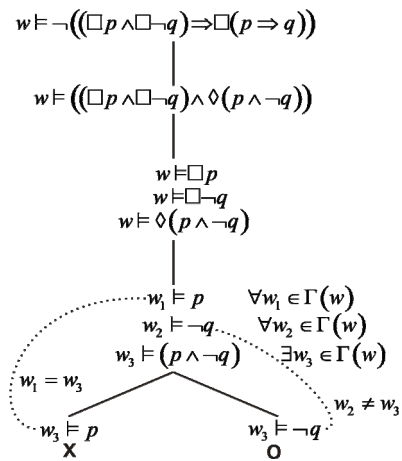 w ⊨ ¬((□p ∧ □¬q) ⇒ □(p ⇒ q))
w ⊨ ((□p ∧ □¬q) ∧ ◊(p ∧ ¬q))
w ⊨ □p
w ⊨ □¬q
w ⊨ ◊(p ∧ ¬q)
w₁ ⊨ p ∀w₁ ∈ Γ(w)
w₂ ⊨ ¬q ∀w₂ ∈ Γ(w)
w₃ ⊨ (p ∧ ¬q) ∃w₃ ∈ Γ(w)
w₁ = w₃
w₂ ≠ w₃
w₃ ⊨ p w₃ ⊨ ¬q
X O